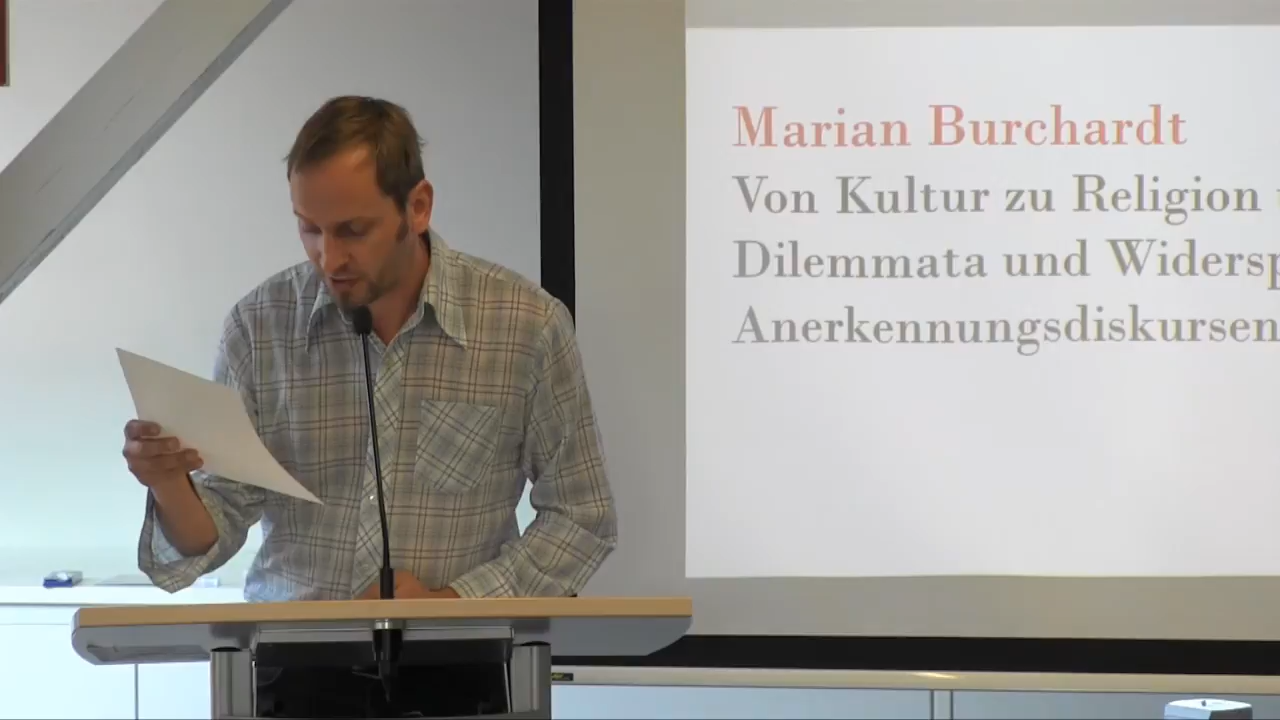 Marian Burchardt
Von Kultur zu Religion
Dilemmata und
Anerkennungsdiskursen